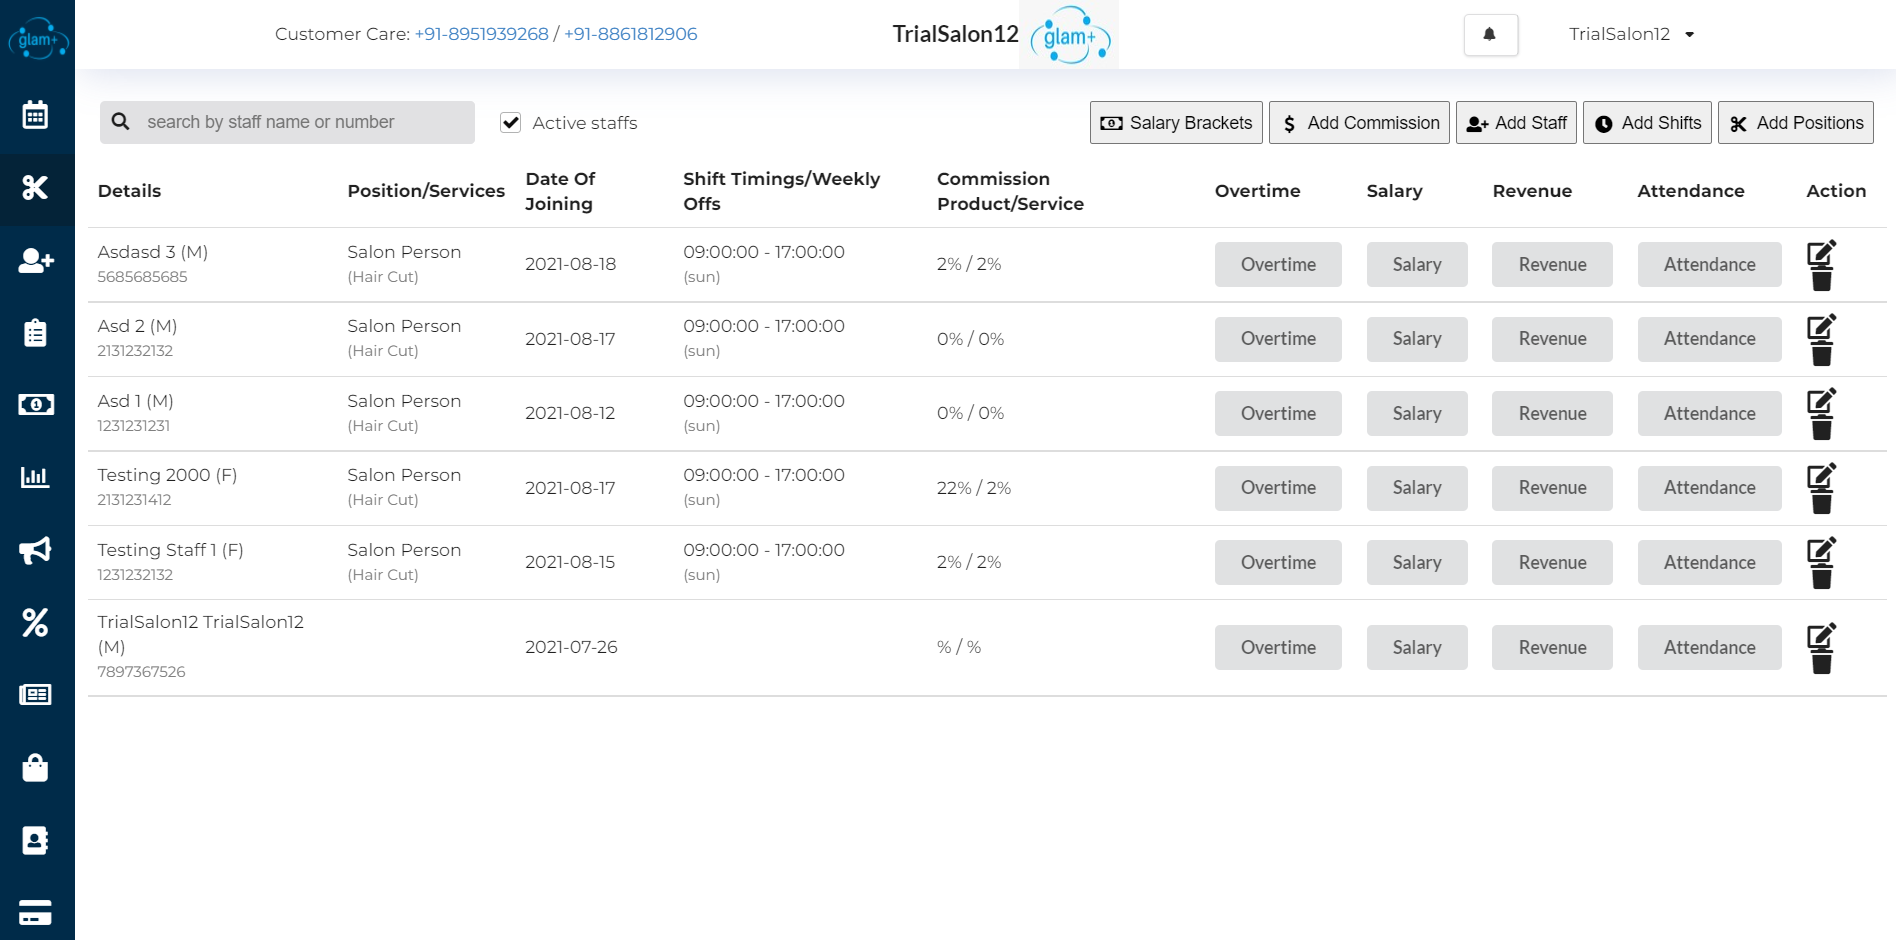 glam+
Customer Care: +91-8951939268 / +91-8861812906
TrialSalon12
glam+
TrialSalon12
search by staff name or number
Active staffs
Salary Brackets
Add Commission
Add Staff
Add Shifts
Add Positions
Details Position/Services Date Of Joining Shift Timings/Weekly Offs Commission Product/Service Overtime Salary Revenue Attendance Action
Asdasd 3 (M) Salon Person 09:00:00 - 17:00:00
2021-08-18 2% / 2% Overtime Salary Revenue Attendance
5685685685 (Hair Cut) (sun)
Asd 2 (M) Salon Person 09:00:00 - 17:00:00
2021-08-17 0% / 0% Overtime Salary Revenue Attendance
2131232132 (Hair Cut) (sun)
Asd 1 (M) Salon Person 09:00:00 - 17:00:00
2021-08-12 0% / 0% Overtime Salary Revenue Attendance
1231231231 (Hair Cut) (sun)
Testing 2000 (F) Salon Person 09:00:00 - 17:00:00
2021-08-17 22% / 2% Overtime Salary Revenue Attendance
2131231412 (Hair Cut) (sun)
Testing Staff 1 (F) Salon Person 09:00:00 - 17:00:00
2021-08-15 2% / 2% Overtime Salary Revenue Attendance
1231232132 (Hair Cut) (sun)
TrialSalon12 TrialSalon12
(M) 2021-07-26 % / % Overtime Salary Revenue Attendance
7897367526